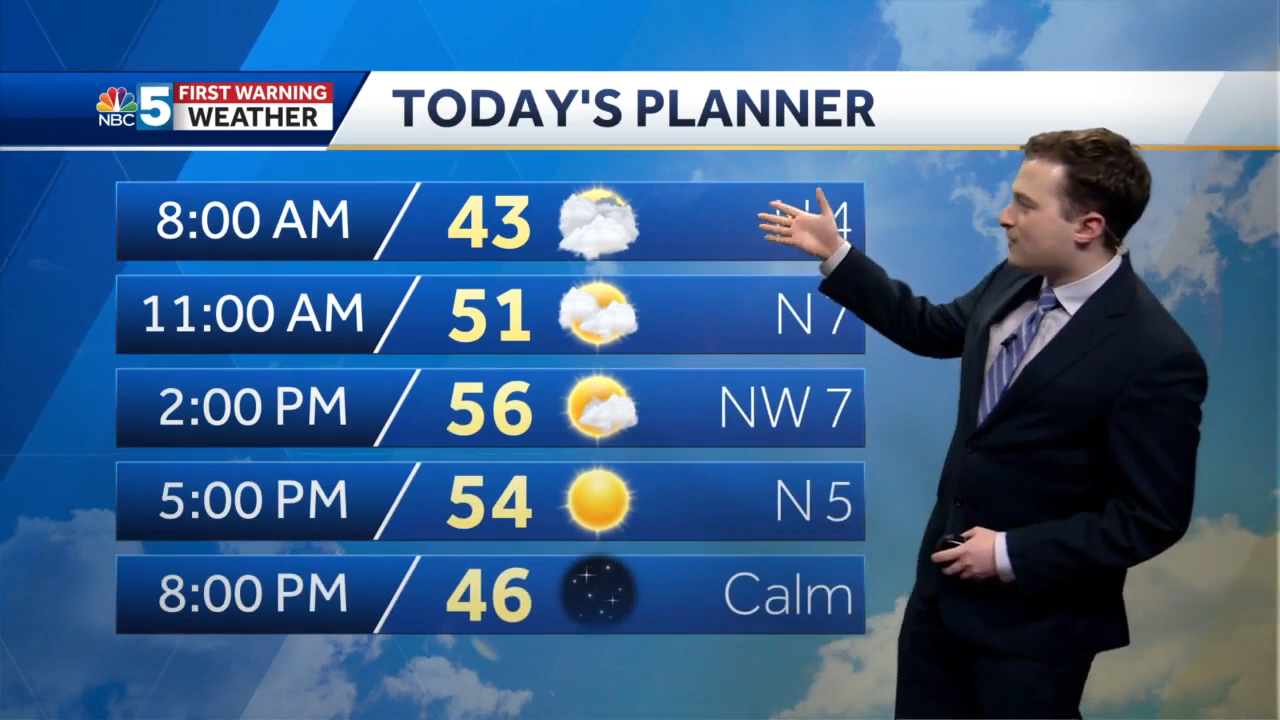 NBC 5 FIRST WARNING
WEATHER
TODAY'S PLANNER
8:00 AM 43 N 4
11:00 AM 51 N 7
2:00 PM 56 NW 7
5:00 PM 54 N 5
8:00 PM 46 Calm